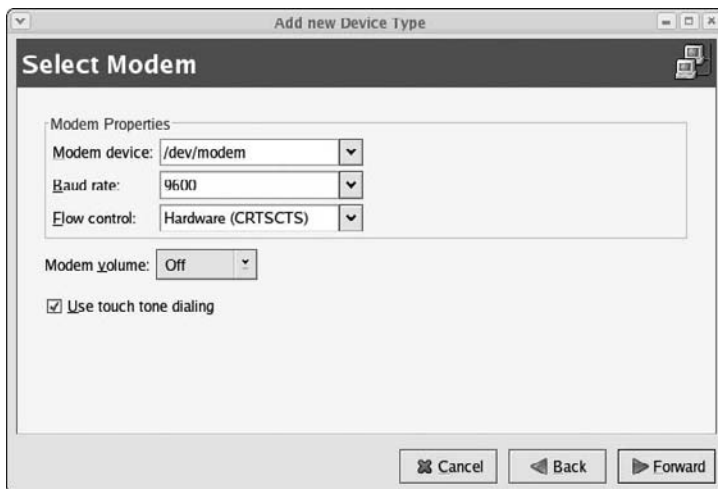 Add new Device Type
Select Modem
Modem Properties
Modem device: /dev/modem
Baud rate: 9600
Flow control: Hardware (CRTSCTS)
Modem volume: Off
Use touch tone dialing
Cancel Back Forward